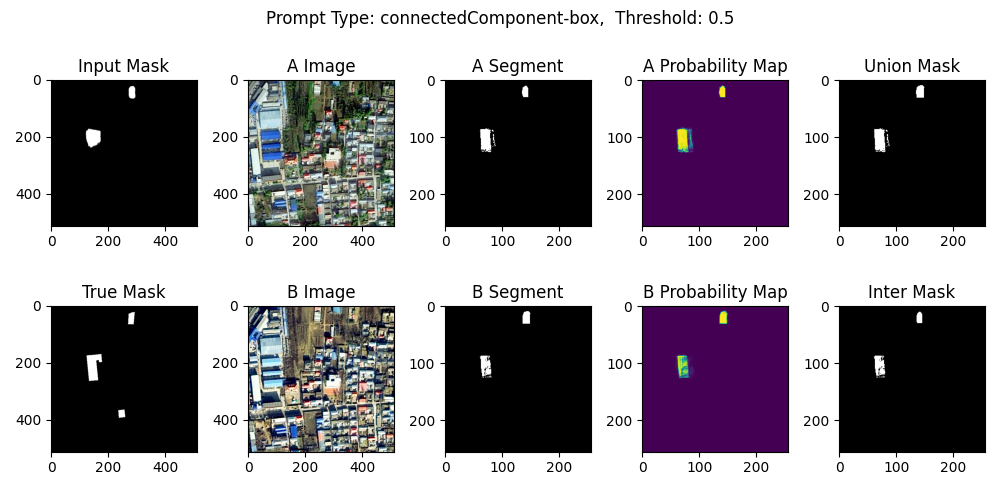 Prompt Type: connectedComponent-box,  Threshold: 0.5
Input Mask
A Image
A Segment
A Probability Map
Union Mask
0
200
400
0 200 400
0
200
400
0 200 400
0
100
200
0 100 200
0
100
200
0 100 200
0
100
200
0 100 200
True Mask
B Image
B Segment
B Probability Map
Inter Mask
0
200
400
0 200 400
0
200
400
0 200 400
0
100
200
0 100 200
0
100
200
0 100 200
0
100
200
0 100 200